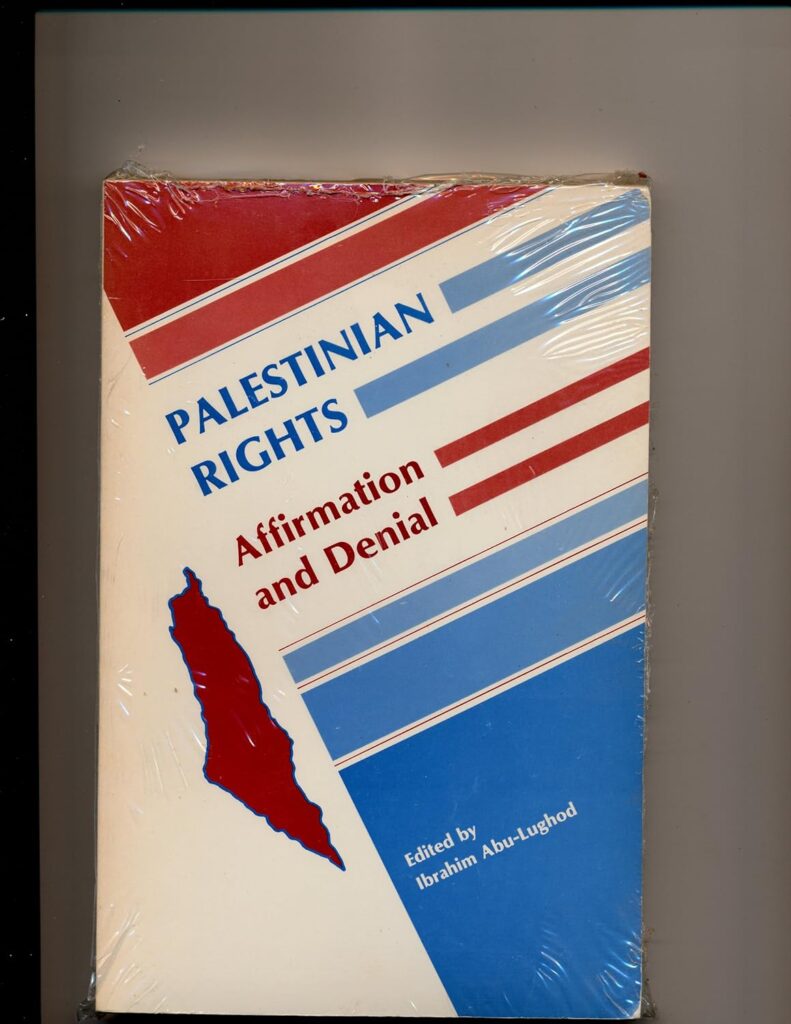 PALESTINIAN
RIGHTS
Affirmation
and Denial
Edited by
Ibrahim Abu-Lughod